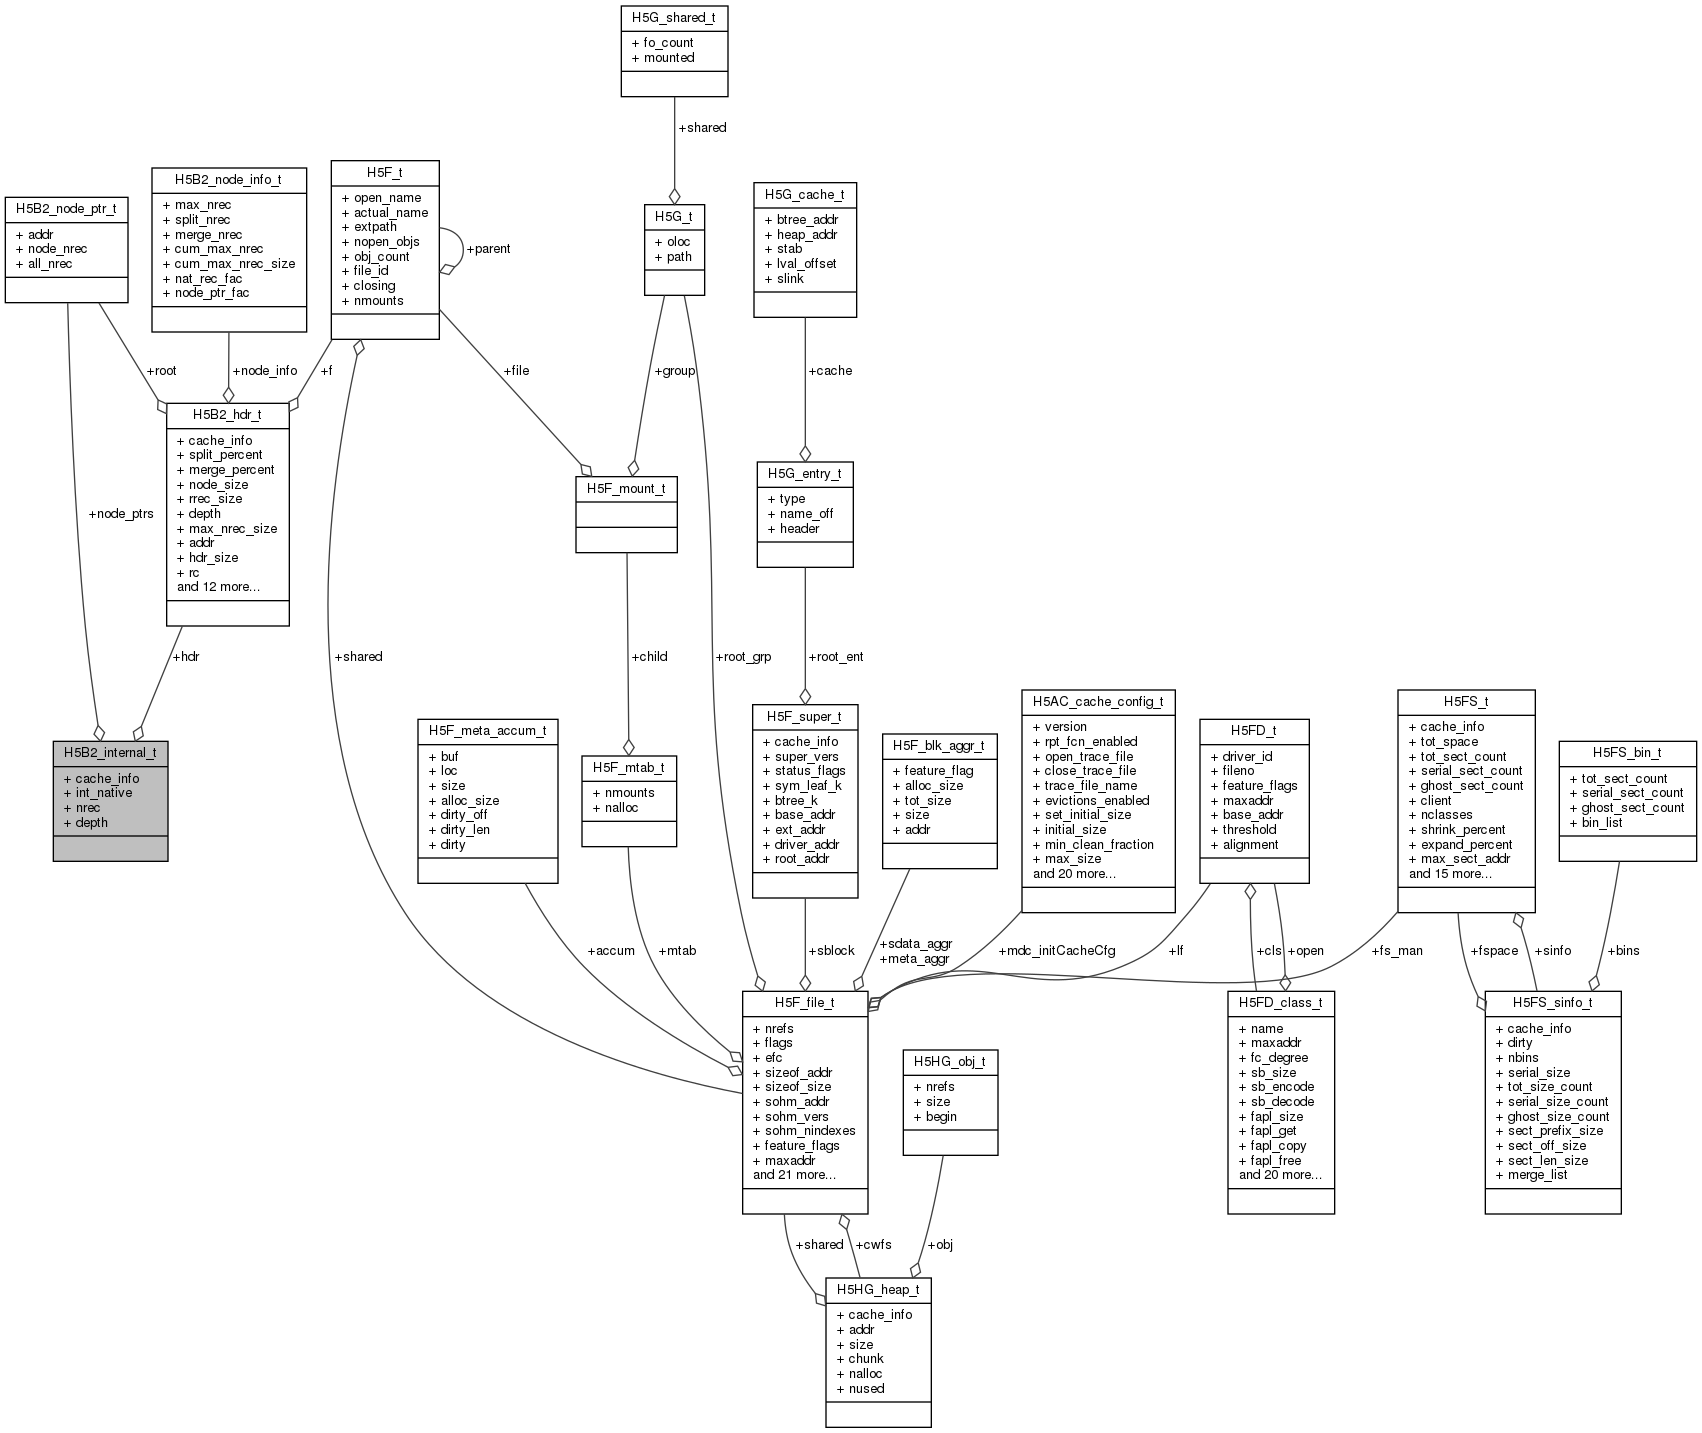 H5G_shared_t
+ fo_count
+ mounted
+shared
H5B2_node_ptr_t
+ addr
+ node_nrec
+ all_nrec
H5B2_node_info_t
+ max_nrec
+ split_nrec
+ merge_nrec
+ cum_max_nrec
+ cum_max_nrec_size
+ nat_rec_fac
+ node_ptr_fac
H5F_t
+ open_name
+ actual_name
+ extpath
+ nopen_objs
+ obj_count
+ file_id
+ closing
+ nmounts
+parent
H5G_t
+ oloc
+ path
H5G_cache_t
+ btree_addr
+ heap_addr
+ stab
+ lval_offset
+ slink
+root
+node_info
+f
+file
+group
+cache
H5B2_hdr_t
+ cache_info
+ split_percent
+ merge_percent
+ node_size
+ rrec_size
+ depth
+ max_nrec_size
+ addr
+ hdr_size
+ rc
and 12 more...
H5F_mount_t
H5G_entry_t
+ type
+ name_off
+ header
+node_ptrs
+hdr
+shared
+child
+root_grp
+root_ent
H5B2_internal_t
+ cache_info
+ int_native
+ nrec
+ depth
H5F_meta_accum_t
+ buf
+ loc
+ size
+ alloc_size
+ dirty_off
+ dirty_len
+ dirty
H5F_mtab_t
+ nmounts
+ nalloc
H5F_super_t
+ cache_info
+ super_vers
+ status_flags
+ sym_leaf_k
+ btree_k
+ base_addr
+ ext_addr
+ driver_addr
+ root_addr
H5F_blk_aggr_t
+ feature_flag
+ alloc_size
+ tot_size
+ size
+ addr
H5AC_cache_config_t
+ version
+ rpt_fcn_enabled
+ open_trace_file
+ close_trace_file
+ trace_file_name
+ evictions_enabled
+ set_initial_size
+ initial_size
+ min_clean_fraction
+ max_size
and 20 more...
H5FD_t
+ driver_id
+ fileno
+ feature_flags
+ maxaddr
+ base_addr
+ threshold
+ alignment
H5FS_t
+ cache_info
+ tot_space
+ tot_sect_count
+ serial_sect_count
+ ghost_sect_count
+ client
+ nclasses
+ shrink_percent
+ expand_percent
+ max_sect_addr
and 15 more...
H5FS_bin_t
+ tot_sect_count
+ serial_sect_count
+ ghost_sect_count
+ bin_list
+accum
+mtab
+sblock
+sdata_aggr
+meta_aggr
+mdc_initCacheCfg
+lf
+cls
+open
+fs_man
+fspace
+sinfo
+bins
H5F_file_t
+ nrefs
+ flags
+ efc
+ sizeof_addr
+ sizeof_size
+ sohm_addr
+ sohm_vers
+ sohm_nindexes
+ feature_flags
+ maxaddr
and 21 more...
H5HG_obj_t
+ nrefs
+ size
+ begin
H5FD_class_t
+ name
+ maxaddr
+ fc_degree
+ sb_size
+ sb_encode
+ sb_decode
+ fapl_size
+ fapl_get
+ fapl_copy
+ fapl_free
and 20 more...
H5FS_sinfo_t
+ cache_info
+ dirty
+ nbins
+ serial_size
+ tot_size_count
+ serial_size_count
+ ghost_size_count
+ sect_prefix_size
+ sect_off_size
+ sect_len_size
+ merge_list
+shared
+cwfs
+obj
H5HG_heap_t
+ cache_info
+ addr
+ size
+ chunk
+ nalloc
+ nused